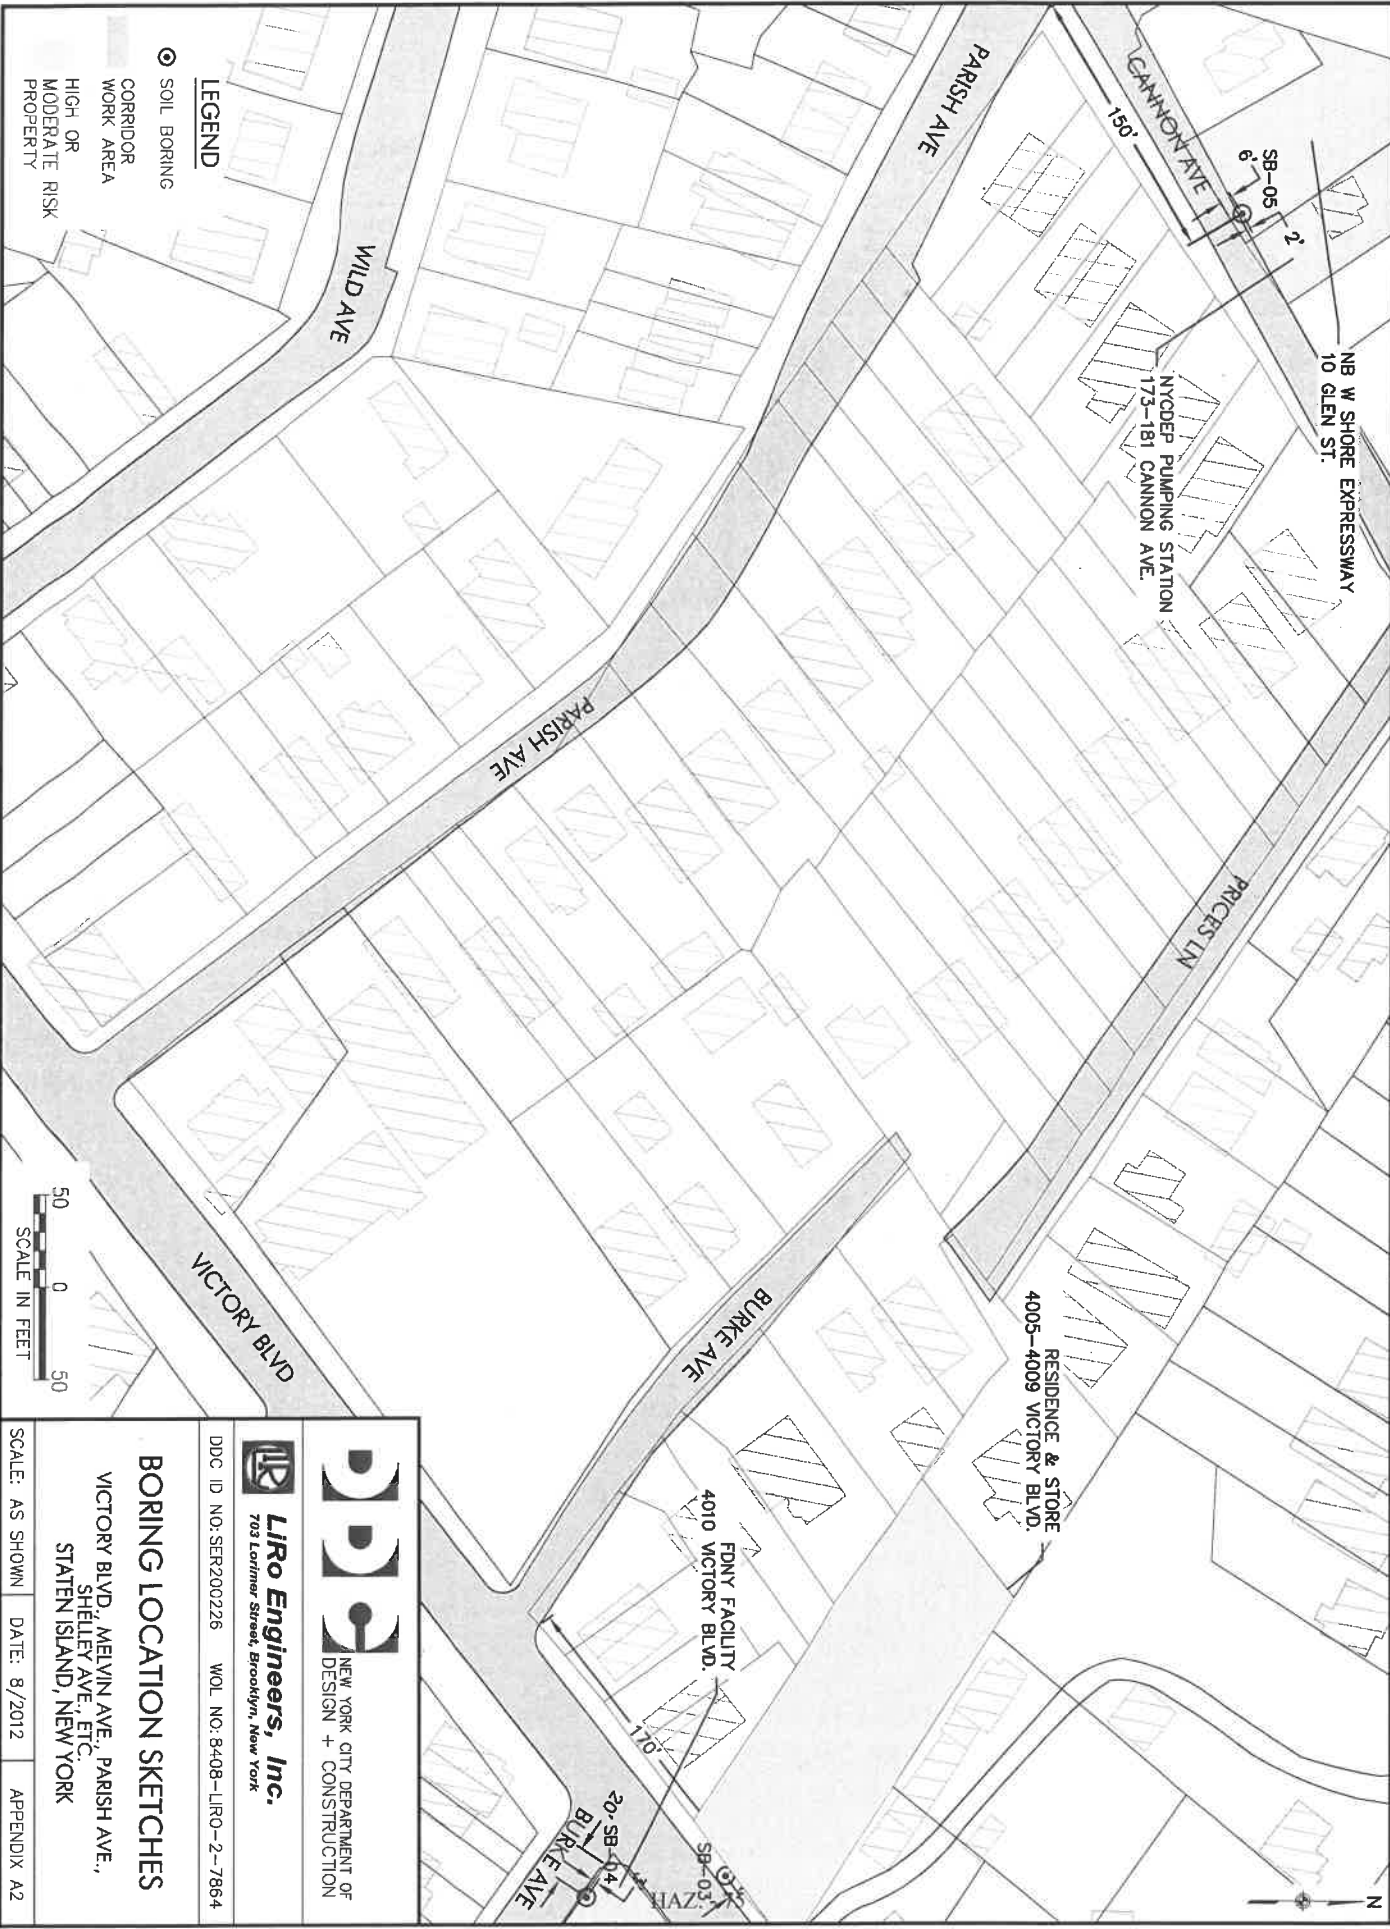 PARISH AVE
CANNON AVE
150'
SB-05
6'
2'
NB W SHORE EXPRESSWAY
10 GLEN ST.
NYCDEP PUMPING STATION
173-181 CANNON AVE.
WILD AVE
PARISH AVE
PRICES LN
BURKE AVE
VICTORY BLVD
RESIDENCE & STORE
4005-4009 VICTORY BLVD.
FDNY FACILITY
4010 VICTORY BLVD.
170'
20'
SB-04
SB-03
BURKE AVE
HAZ.
N
LEGEND
SOIL BORING
CORRIDOR
WORK AREA
HIGH OR
MODERATE RISK
PROPERTY
50 0 50
SCALE IN FEET
DDC
NEW YORK CITY DEPARTMENT OF
DESIGN + CONSTRUCTION
LiRo Engineers, Inc.
703 Lorimer Street, Brooklyn, New York
DDC ID NO: SER200226 WOL NO: 8408-LIRO-2-7864
BORING LOCATION SKETCHES
VICTORY BLVD., MELVIN AVE., PARISH AVE.,
SHELLEY AVE., ETC.
STATEN ISLAND, NEW YORK
SCALE: AS SHOWN DATE: 8/2012 APPENDIX A2